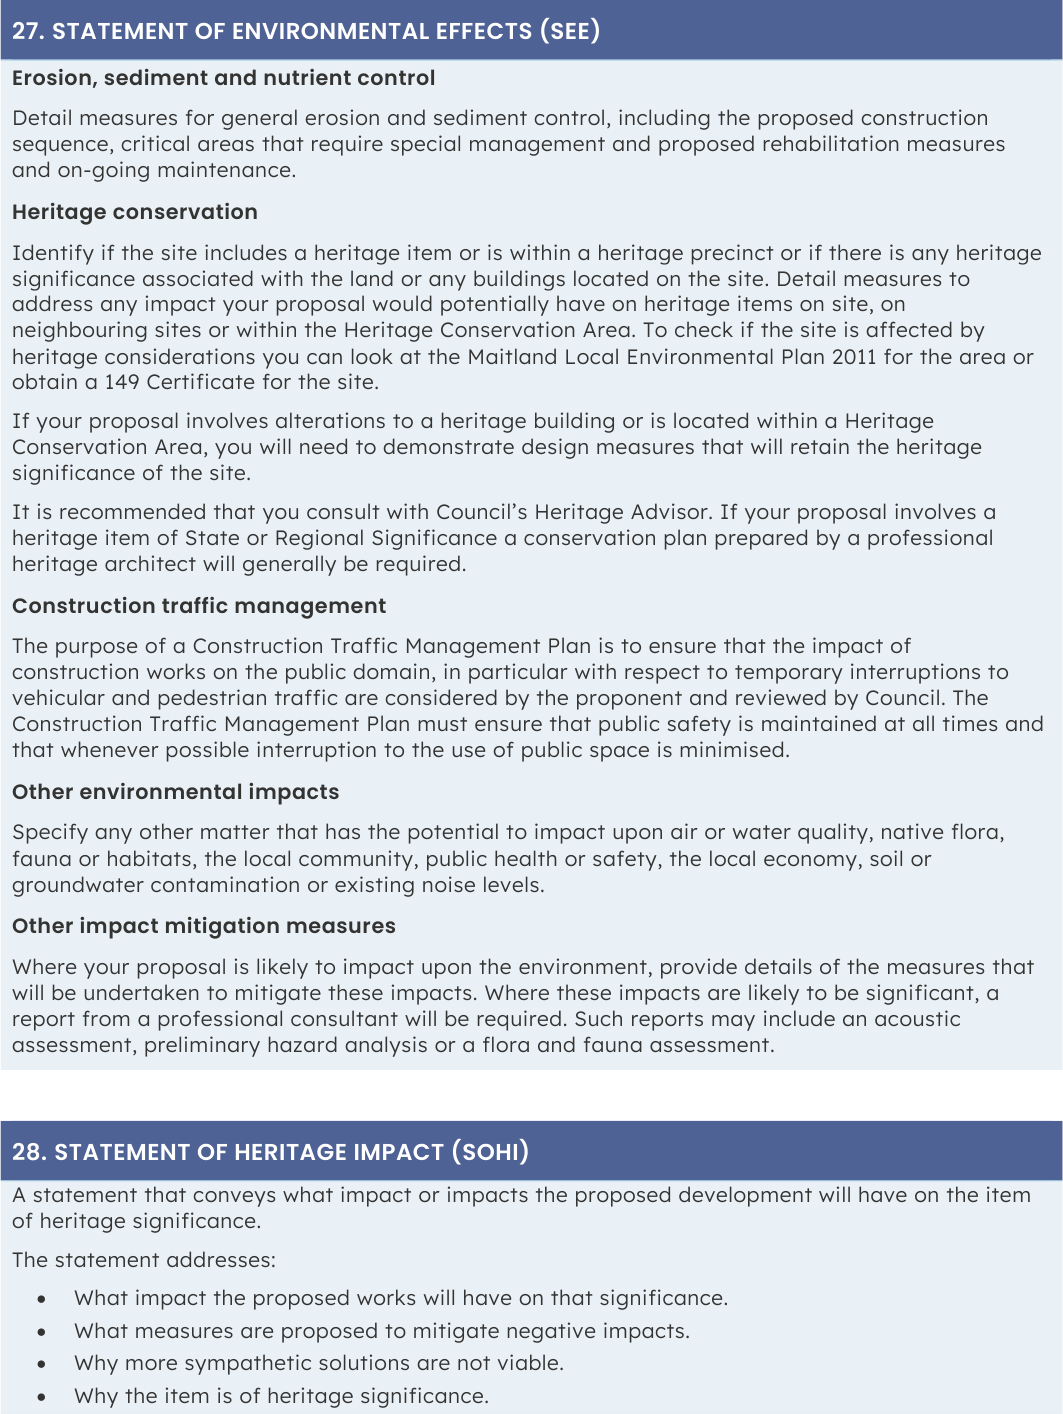 27. STATEMENT OF ENVIRONMENTAL EFFECTS (SEE)
Erosion, sediment and nutrient control
Detail measures for general erosion and sediment control, including the proposed construction
sequence, critical areas that require special management and proposed rehabilitation measures
and on-going maintenance.
Heritage conservation
Identify if the site includes a heritage item or is within a heritage precinct or if there is any heritage
significance associated with the land or any buildings located on the site. Detail measures to
address any impact your proposal would potentially have on heritage items on site, on
neighbouring sites or within the Heritage Conservation Area. To check if the site is affected by
heritage considerations you can look at the Maitland Local Environmental Plan 2011 for the area or
obtain a 149 Certificate for the site.
If your proposal involves alterations to a heritage building or is located within a Heritage
Conservation Area, you will need to demonstrate design measures that will retain the heritage
significance of the site.
It is recommended that you consult with Council’s Heritage Advisor. If your proposal involves a
heritage item of State or Regional Significance a conservation plan prepared by a professional
heritage architect will generally be required.
Construction traffic management
The purpose of a Construction Traffic Management Plan is to ensure that the impact of
construction works on the public domain, in particular with respect to temporary interruptions to
vehicular and pedestrian traffic are considered by the proponent and reviewed by Council. The
Construction Traffic Management Plan must ensure that public safety is maintained at all times and
that whenever possible interruption to the use of public space is minimised.
Other environmental impacts
Specify any other matter that has the potential to impact upon air or water quality, native flora,
fauna or habitats, the local community, public health or safety, the local economy, soil or
groundwater contamination or existing noise levels.
Other impact mitigation measures
Where your proposal is likely to impact upon the environment, provide details of the measures that
will be undertaken to mitigate these impacts. Where these impacts are likely to be significant, a
report from a professional consultant will be required. Such reports may include an acoustic
assessment, preliminary hazard analysis or a flora and fauna assessment.
28. STATEMENT OF HERITAGE IMPACT (SOHI)
A statement that conveys what impact or impacts the proposed development will have on the item
of heritage significance.
The statement addresses:
• What impact the proposed works will have on that significance.
• What measures are proposed to mitigate negative impacts.
• Why more sympathetic solutions are not viable.
• Why the item is of heritage significance.